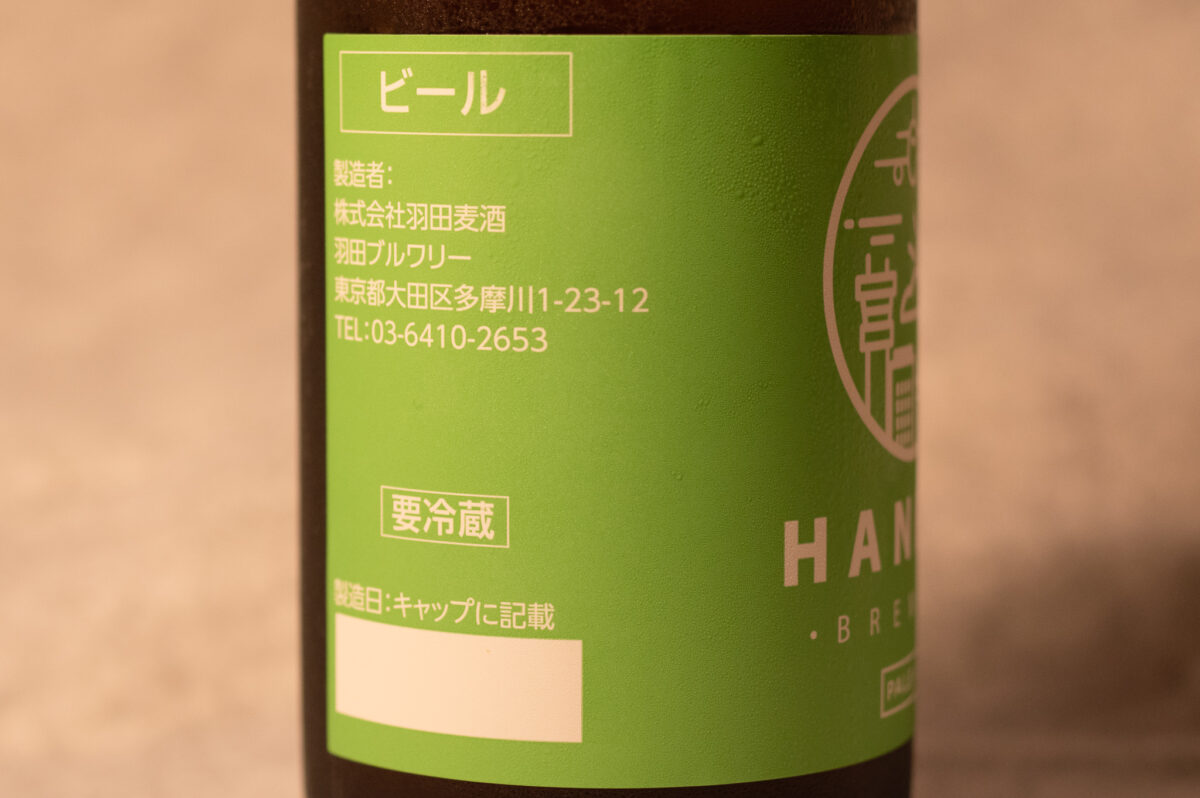 ビール
製造者：
株式会社羽田麦酒
羽田ブルワリー
東京都大田区多摩川1-23-12
TEL：03-6410-2653
要冷蔵
製造日：キャップに記載
HAN
・BRE
PALE